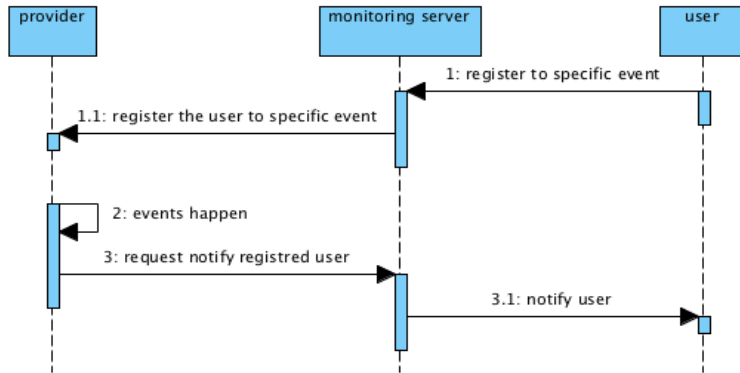 provider
monitoring server
user
1: register to specific event
1.1: register the user to specific event
2: events happen
3: request notify registred user
3.1: notify user